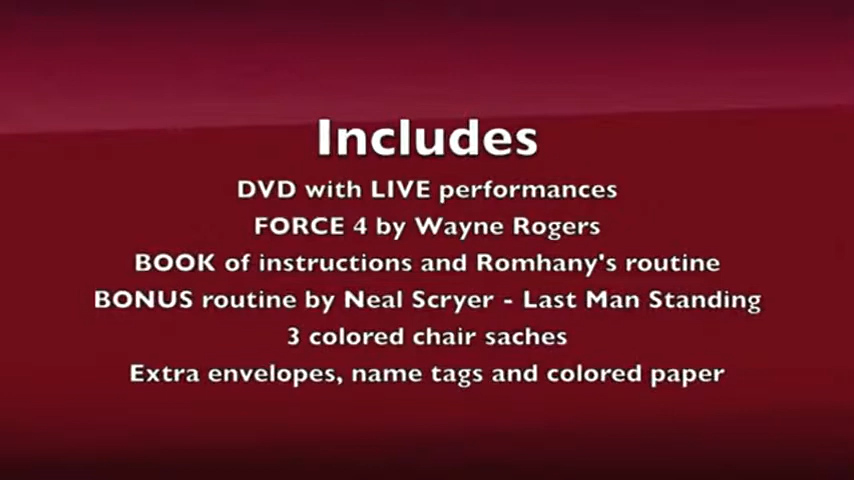 Includes
DVD with LIVE performances
FORCE 4 by Wayne Rogers
BOOK of instructions and Romhany's routine
BONUS routine by Neal Scryer - Last Man Standing
3 colored chair saches
Extra envelopes, name tags and colored paper